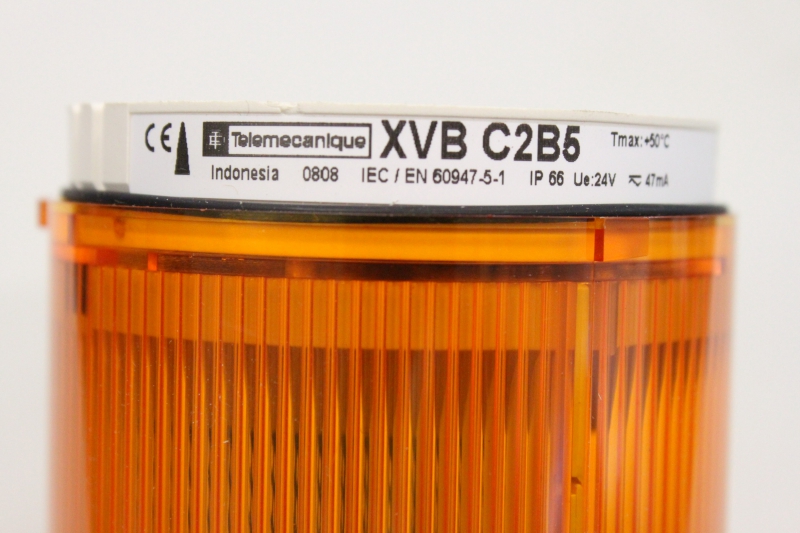 CE Telemecanique XVB C2B5 Tmax:+50°C
Indonesia 0808 IEC / EN 60947-5-1 IP 66 Ue:24V 47mA